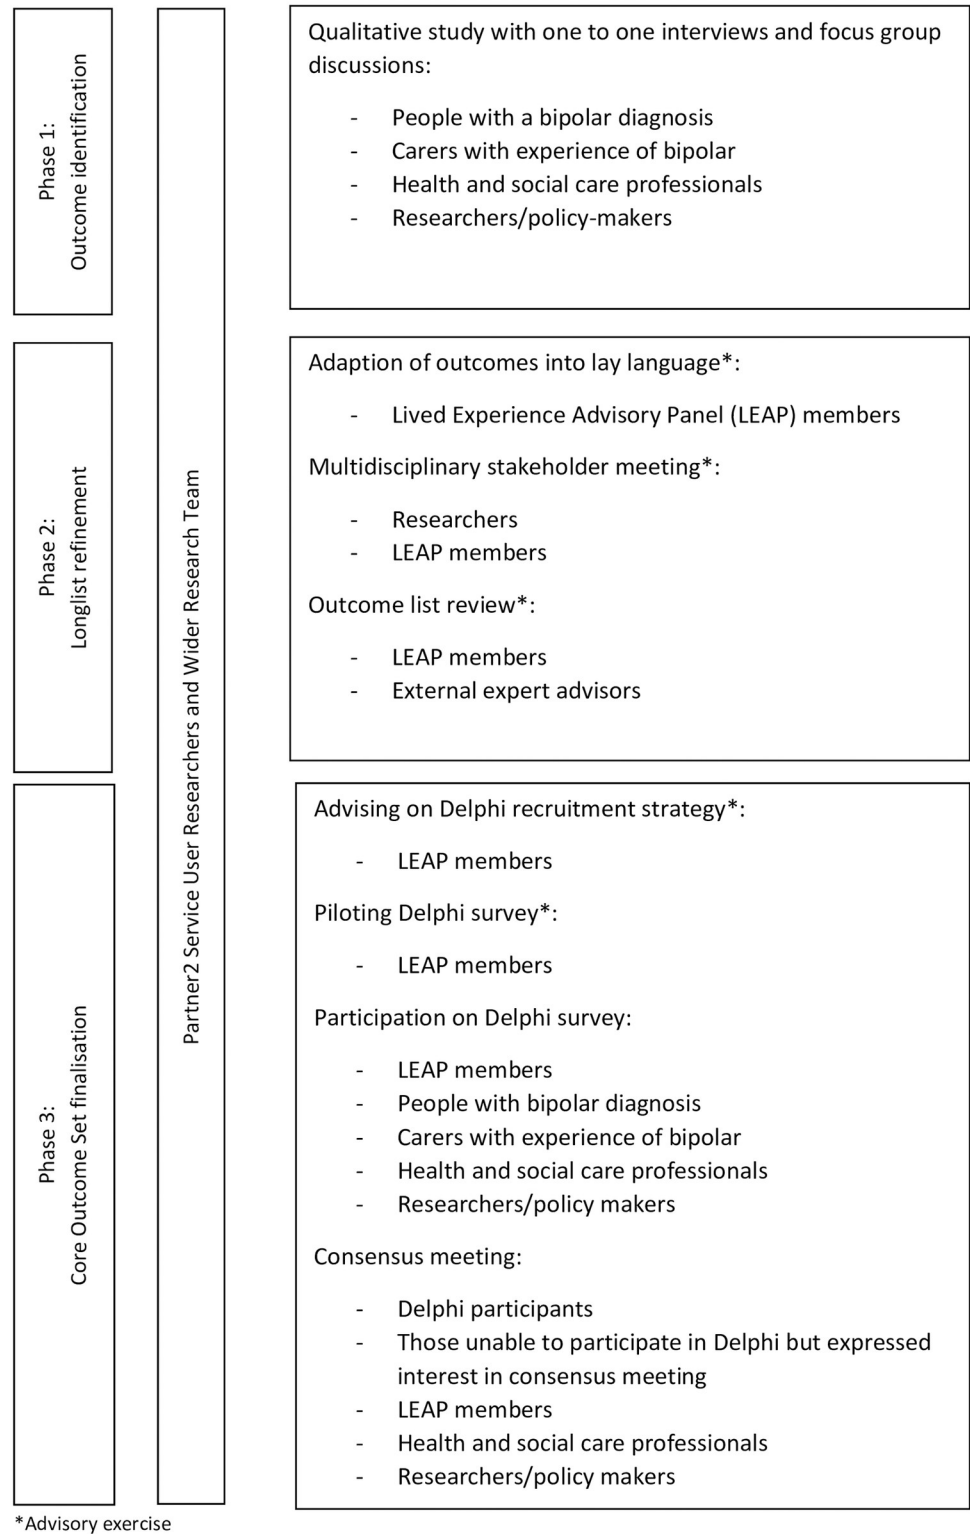 Phase 1:
Outcome identification
Qualitative study with one to one interviews and focus group
discussions:
- People with a bipolar diagnosis
- Carers with experience of bipolar
- Health and social care professionals
- Researchers/policy-makers
Partner2 Service User Researchers and Wider Research Team
Phase 2:
Longlist refinement
Adaption of outcomes into lay language*:
- Lived Experience Advisory Panel (LEAP) members
Multidisciplinary stakeholder meeting*:
- Researchers
- LEAP members
Outcome list review*:
- LEAP members
- External expert advisors
Phase 3:
Core Outcome Set finalisation
Advising on Delphi recruitment strategy*:
- LEAP members
Piloting Delphi survey*:
- LEAP members
Participation on Delphi survey:
- LEAP members
- People with bipolar diagnosis
- Carers with experience of bipolar
- Health and social care professionals
- Researchers/policy makers
Consensus meeting:
- Delphi participants
- Those unable to participate in Delphi but expressed
interest in consensus meeting
- LEAP members
- Health and social care professionals
- Researchers/policy makers
*Advisory exercise